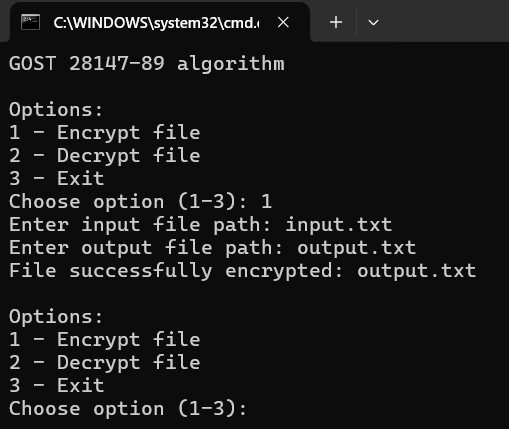 C:\WINDOWS\system32\cmd.e
GOST 28147-89 algorithm
Options:
1 - Encrypt file
2 - Decrypt file
3 - Exit
Choose option (1-3): 1
Enter input file path: input.txt
Enter output file path: output.txt
File successfully encrypted: output.txt
Options:
1 - Encrypt file
2 - Decrypt file
3 - Exit
Choose option (1-3):